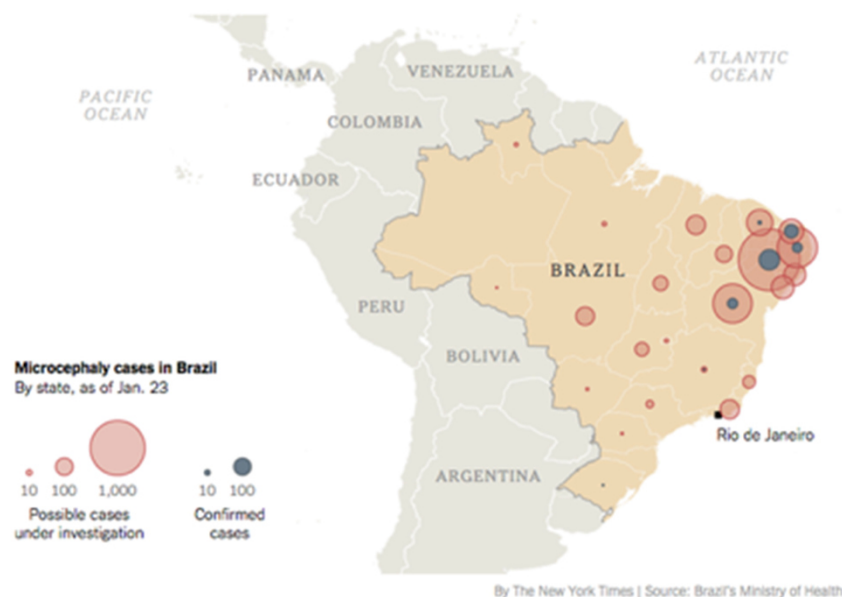 PACIFIC
OCEAN
PANAMA
VENEZUELA
ATLANTIC
OCEAN
COLOMBIA
ECUADOR
BRAZIL
PERU
BOLIVIA
ARGENTINA
Rio de Janeiro
Microcephaly cases in Brazil
By state, as of Jan. 23
10 100 1,000
Possible cases
under investigation
10 100
Confirmed
cases
By The New York Times | Source: Brazil's Ministry of Health